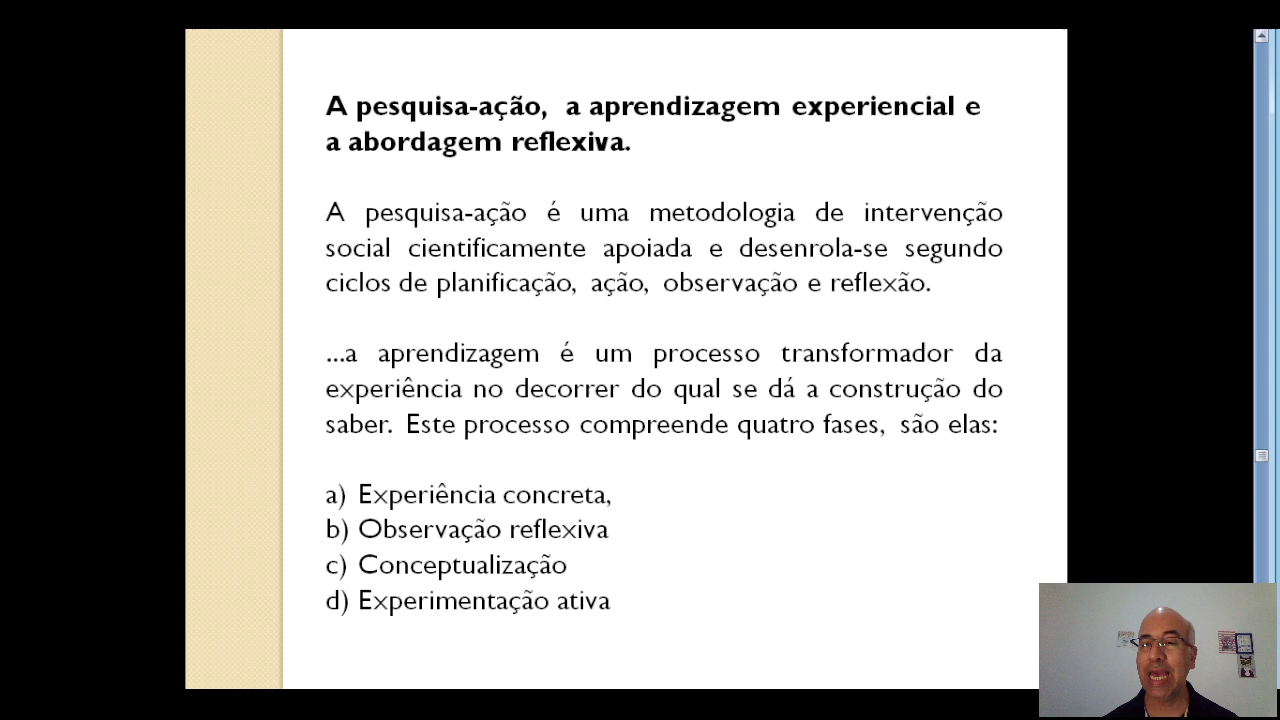 A pesquisa-ação, a aprendizagem experiencial e
a abordagem reflexiva.
A pesquisa-ação é uma metodologia de intervenção
social cientificamente apoiada e desenrola-se segundo
ciclos de planificação, ação, observação e reflexão.
...a aprendizagem é um processo transformador da
experiência no decorrer do qual se dá a construção do
saber. Este processo compreende quatro fases, são elas:
a) Experiência concreta,
b) Observação reflexiva
c) Conceptualização
d) Experimentação ativa